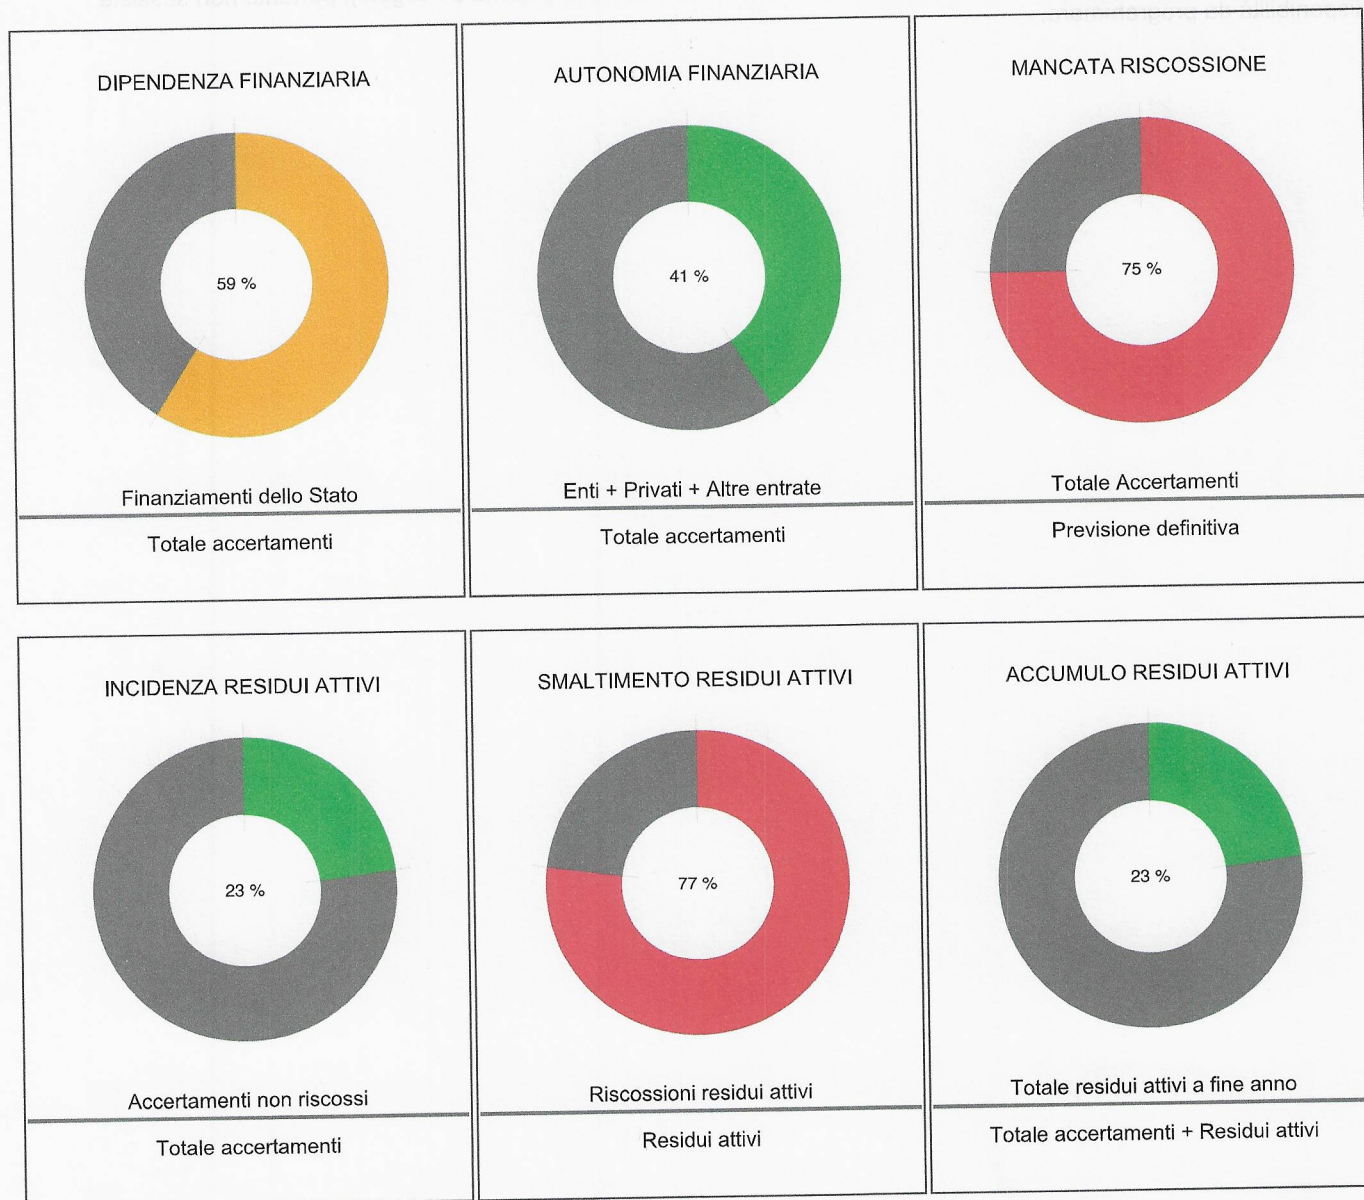 DIPENDENZA FINANZIARIA
59 %
Finanziamenti dello Stato
Totale accertamenti
AUTONOMIA FINANZIARIA
41 %
Enti + Privati + Altre entrate
Totale accertamenti
MANCATA RISCOSSIONE
75 %
Totale Accertamenti
Previsione definitiva
INCIDENZA RESIDUI ATTIVI
23 %
Accertamenti non riscossi
Totale accertamenti
SMALTIMENTO RESIDUI ATTIVI
77 %
Riscossioni residui attivi
Residui attivi
ACCUMULO RESIDUI ATTIVI
23 %
Totale residui attivi a fine anno
Totale accertamenti + Residui attivi